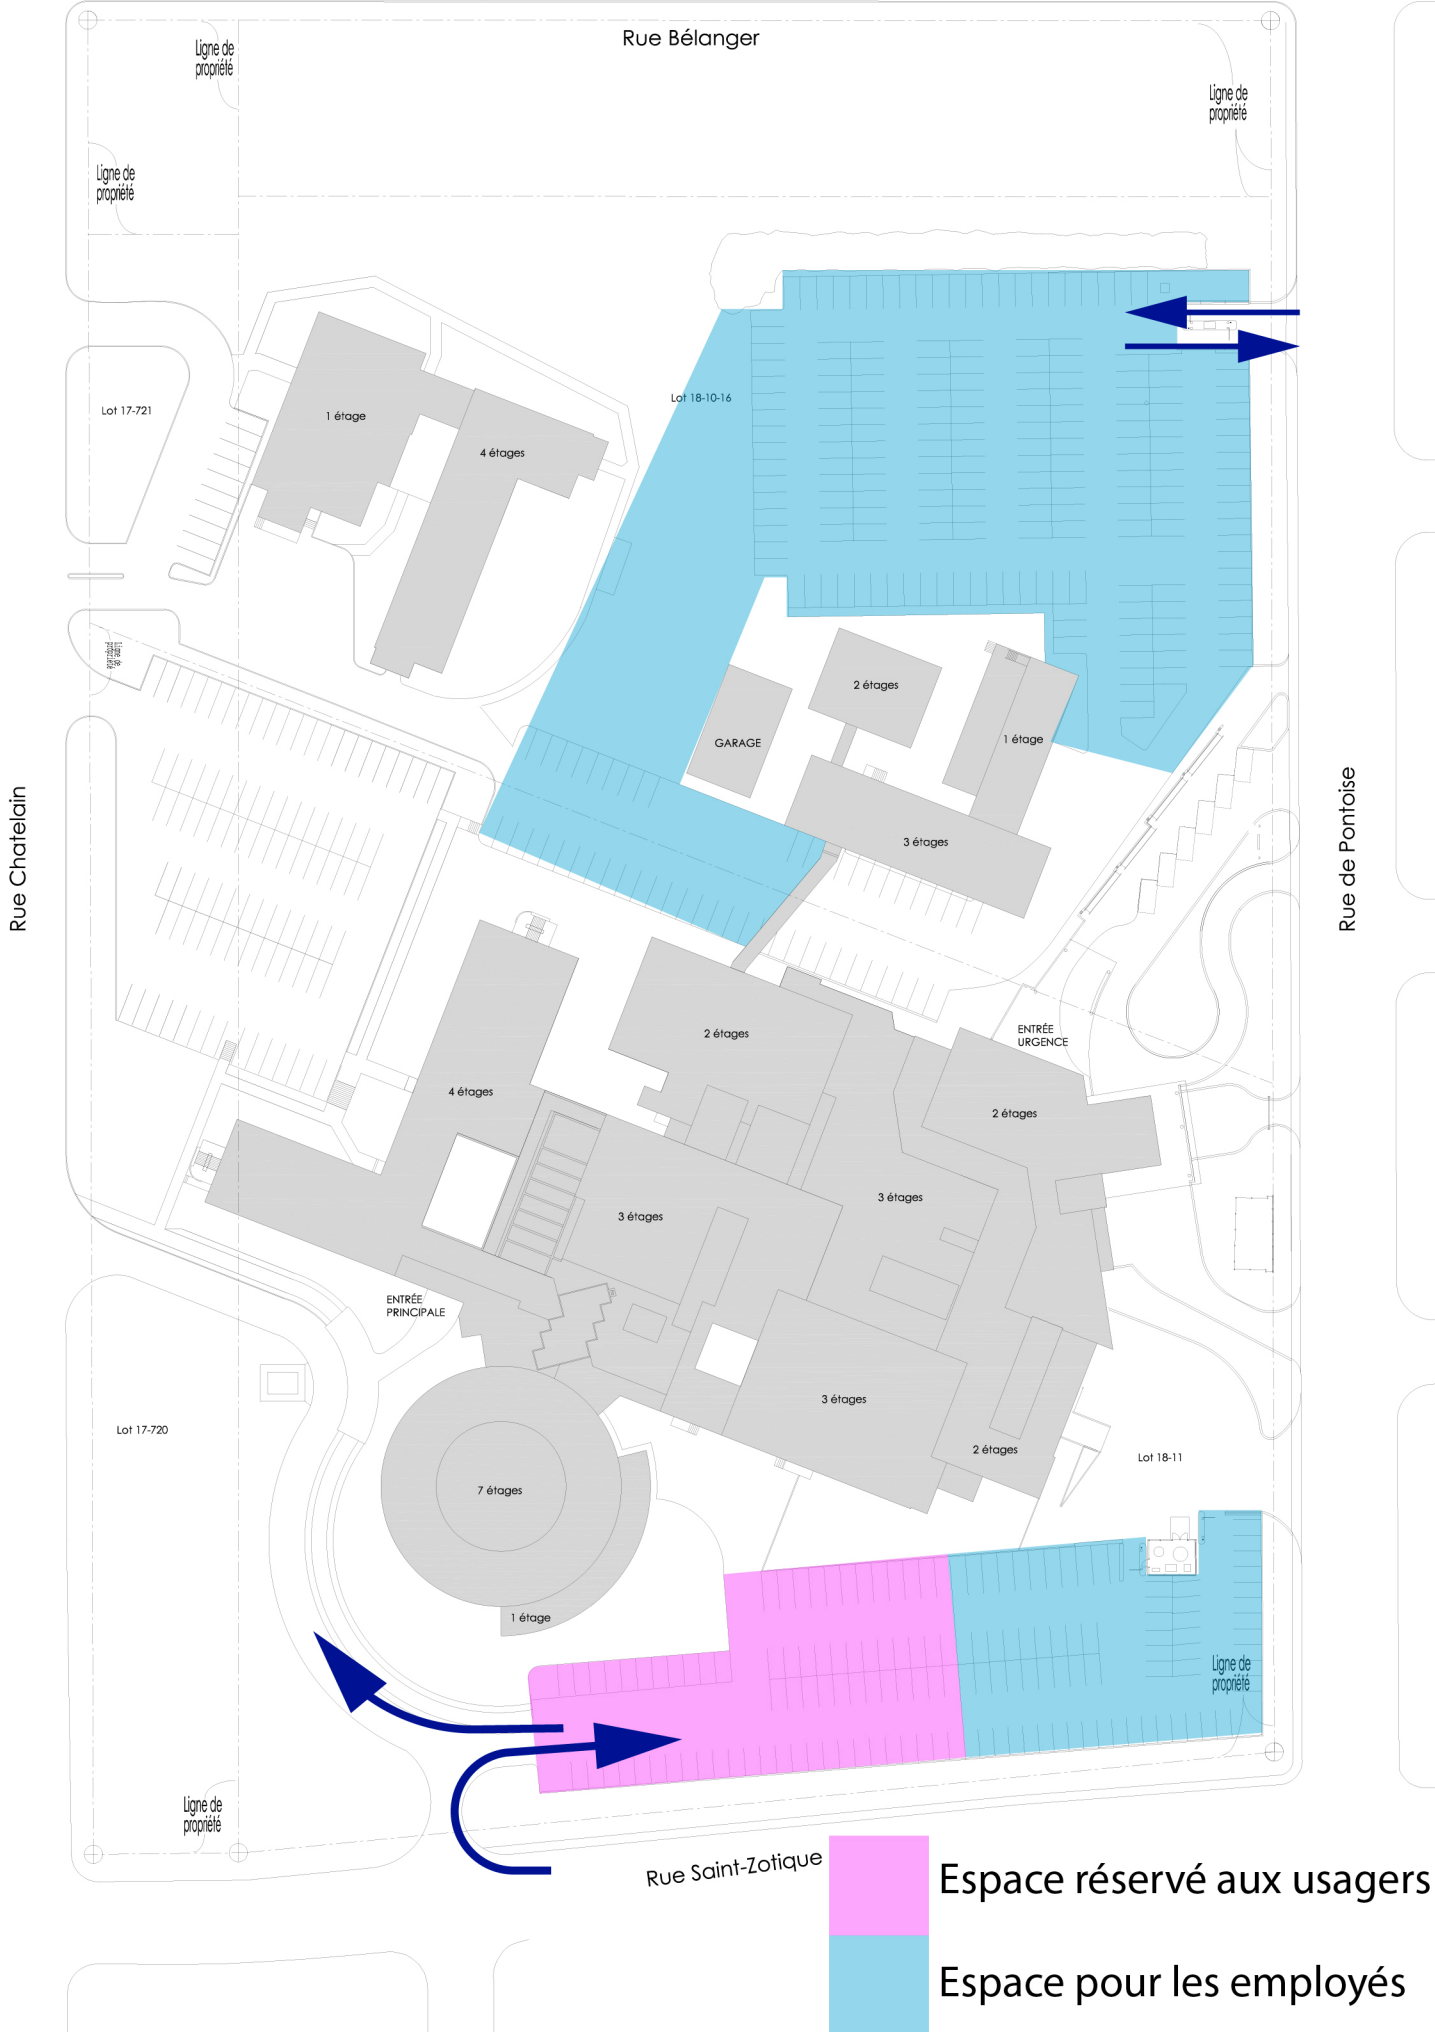 Rue Bélanger
Ligne de
propriété
Ligne de
propriété
Ligne de
propriété
Lot 17-721
1 étage
4 étages
Lot 18-10-16
Ligne de
propriété
2 étages
GARAGE
1 étage
3 étages
Rue Chatelain
Rue de Pontoise
2 étages
ENTRÉE
URGENCE
4 étages
2 étages
3 étages
3 étages
ENTRÉE
PRINCIPALE
3 étages
Lot 17-720
2 étages
Lot 18-11
7 étages
1 étage
Ligne de
propriété
Ligne de
propriété
Rue Saint-Zotique
Espace réservé aux usagers
Espace pour les employés